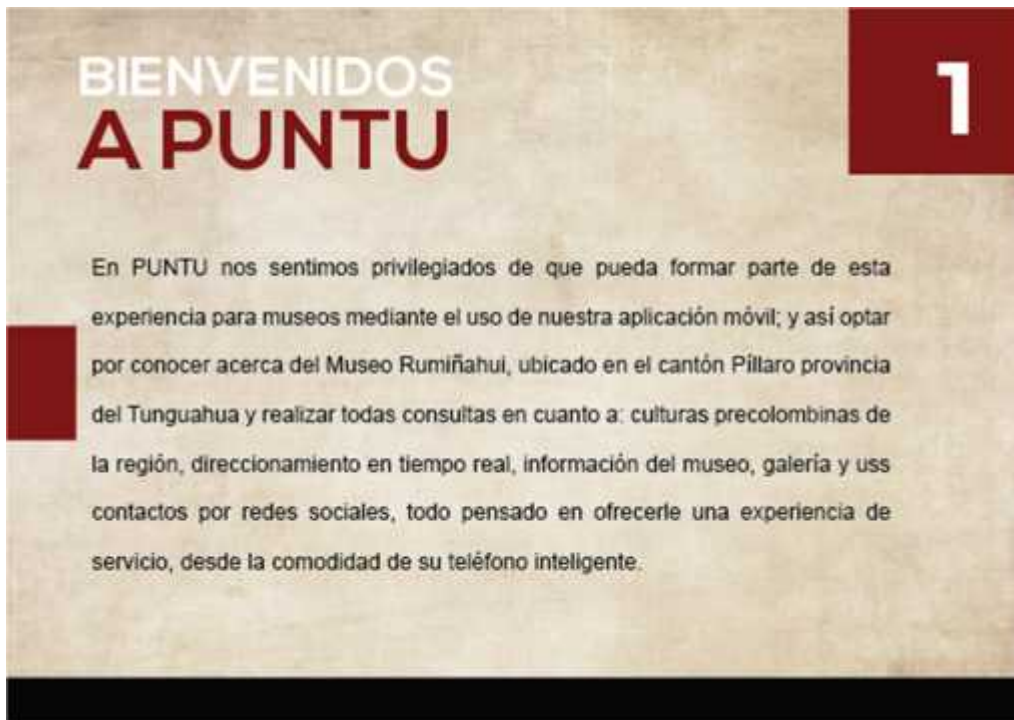 BIENVENIDOS
A PUNTU
1
En PUNTU nos sentimos privilegiados de que pueda formar parte de esta
experiencia para museos mediante el uso de nuestra aplicación móvil; y así optar
por conocer acerca del Museo Rumiñahui, ubicado en el cantón Píllaro provincia
del Tunguahua y realizar todas consultas en cuanto a: culturas precolombinas de
la región, direccionamiento en tiempo real, información del museo, galería y uss
contactos por redes sociales, todo pensado en ofrecerle una experiencia de
servicio, desde la comodidad de su teléfono inteligente.